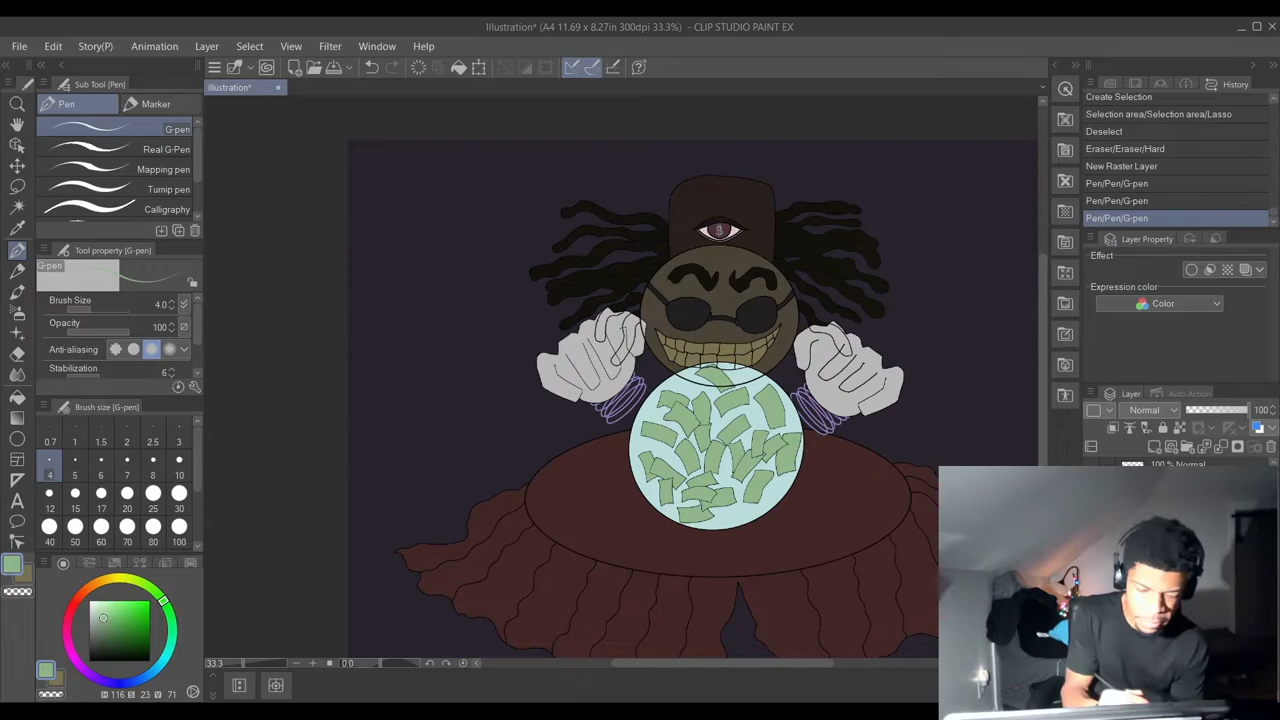 Illustration* (A4 11.69 x 8.27in 300dpi 33.3%) - CLIP STUDIO PAINT EX
File Edit Story(P) Animation Layer Select View Filter Window Help
Sub Tool [Pen]
Illustration*
History
Pen Marker
G-pen
Real G-Pen
Mapping pen
Turnip pen
Calligraphy
Tool property [G-pen]
G-pen
Brush Size 4.0
Opacity 100
Anti-aliasing
Stabilization 6
Brush size [G-pen]
0.7 1 1.5 2 2.5 3
4 5 6 7 8 10
12 15 17 20 25 30
40 50 60 70 80 100
H 116 S 23 V 71
$
33.3 0.0
Create Selection
Selection area/Selection area/Lasso
Deselect
Eraser/Eraser/Hard
New Raster Layer
Pen/Pen/G-pen
Pen/Pen/G-pen
Pen/Pen/G-pen
Layer Property
Effect
Expression color
Color
Layer Auto Action
Normal 100
100 % Normal